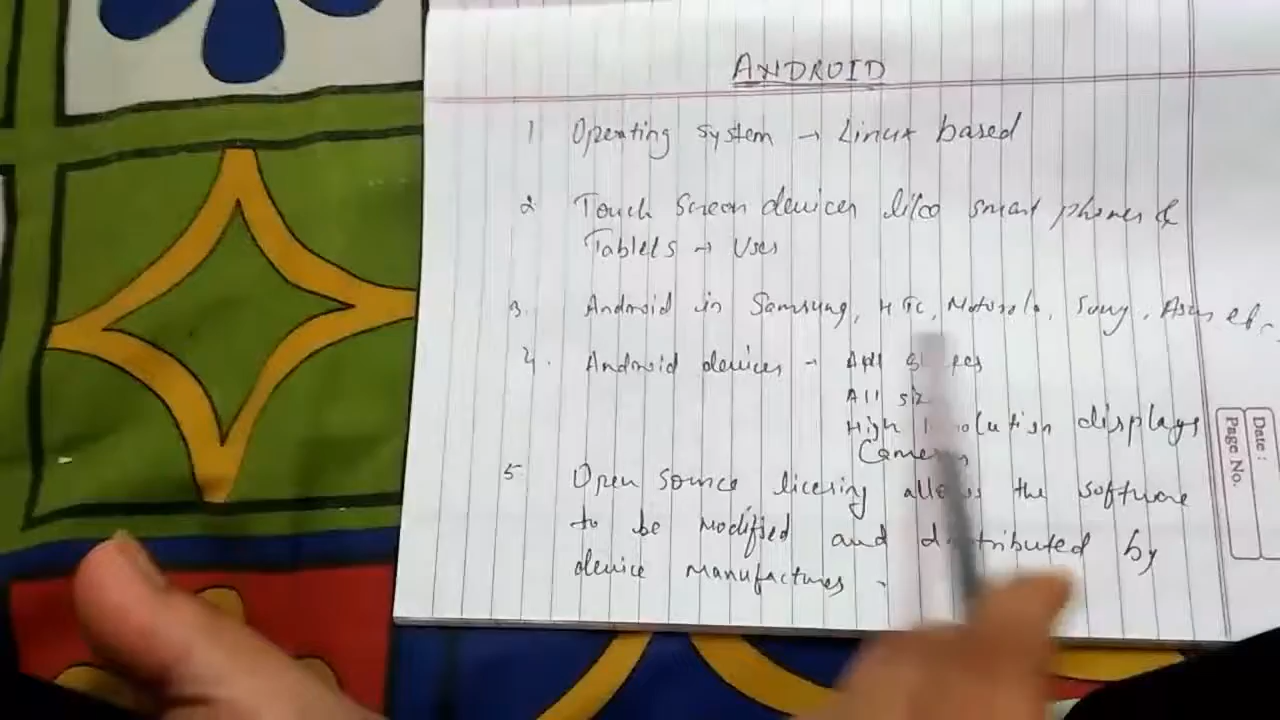 ANDROID
1 Operating system → Linux based
2 Touch Screen devices like smart phones &
Tablets → Uses
3. Android in Samsung, HTC, Motorola, Sony, Asus etc
4. Android devices - All
All
High displays
Camera
5 Open source licensing allows the software
to be modified and distributed by
device manufactures.
Date :
Page No.